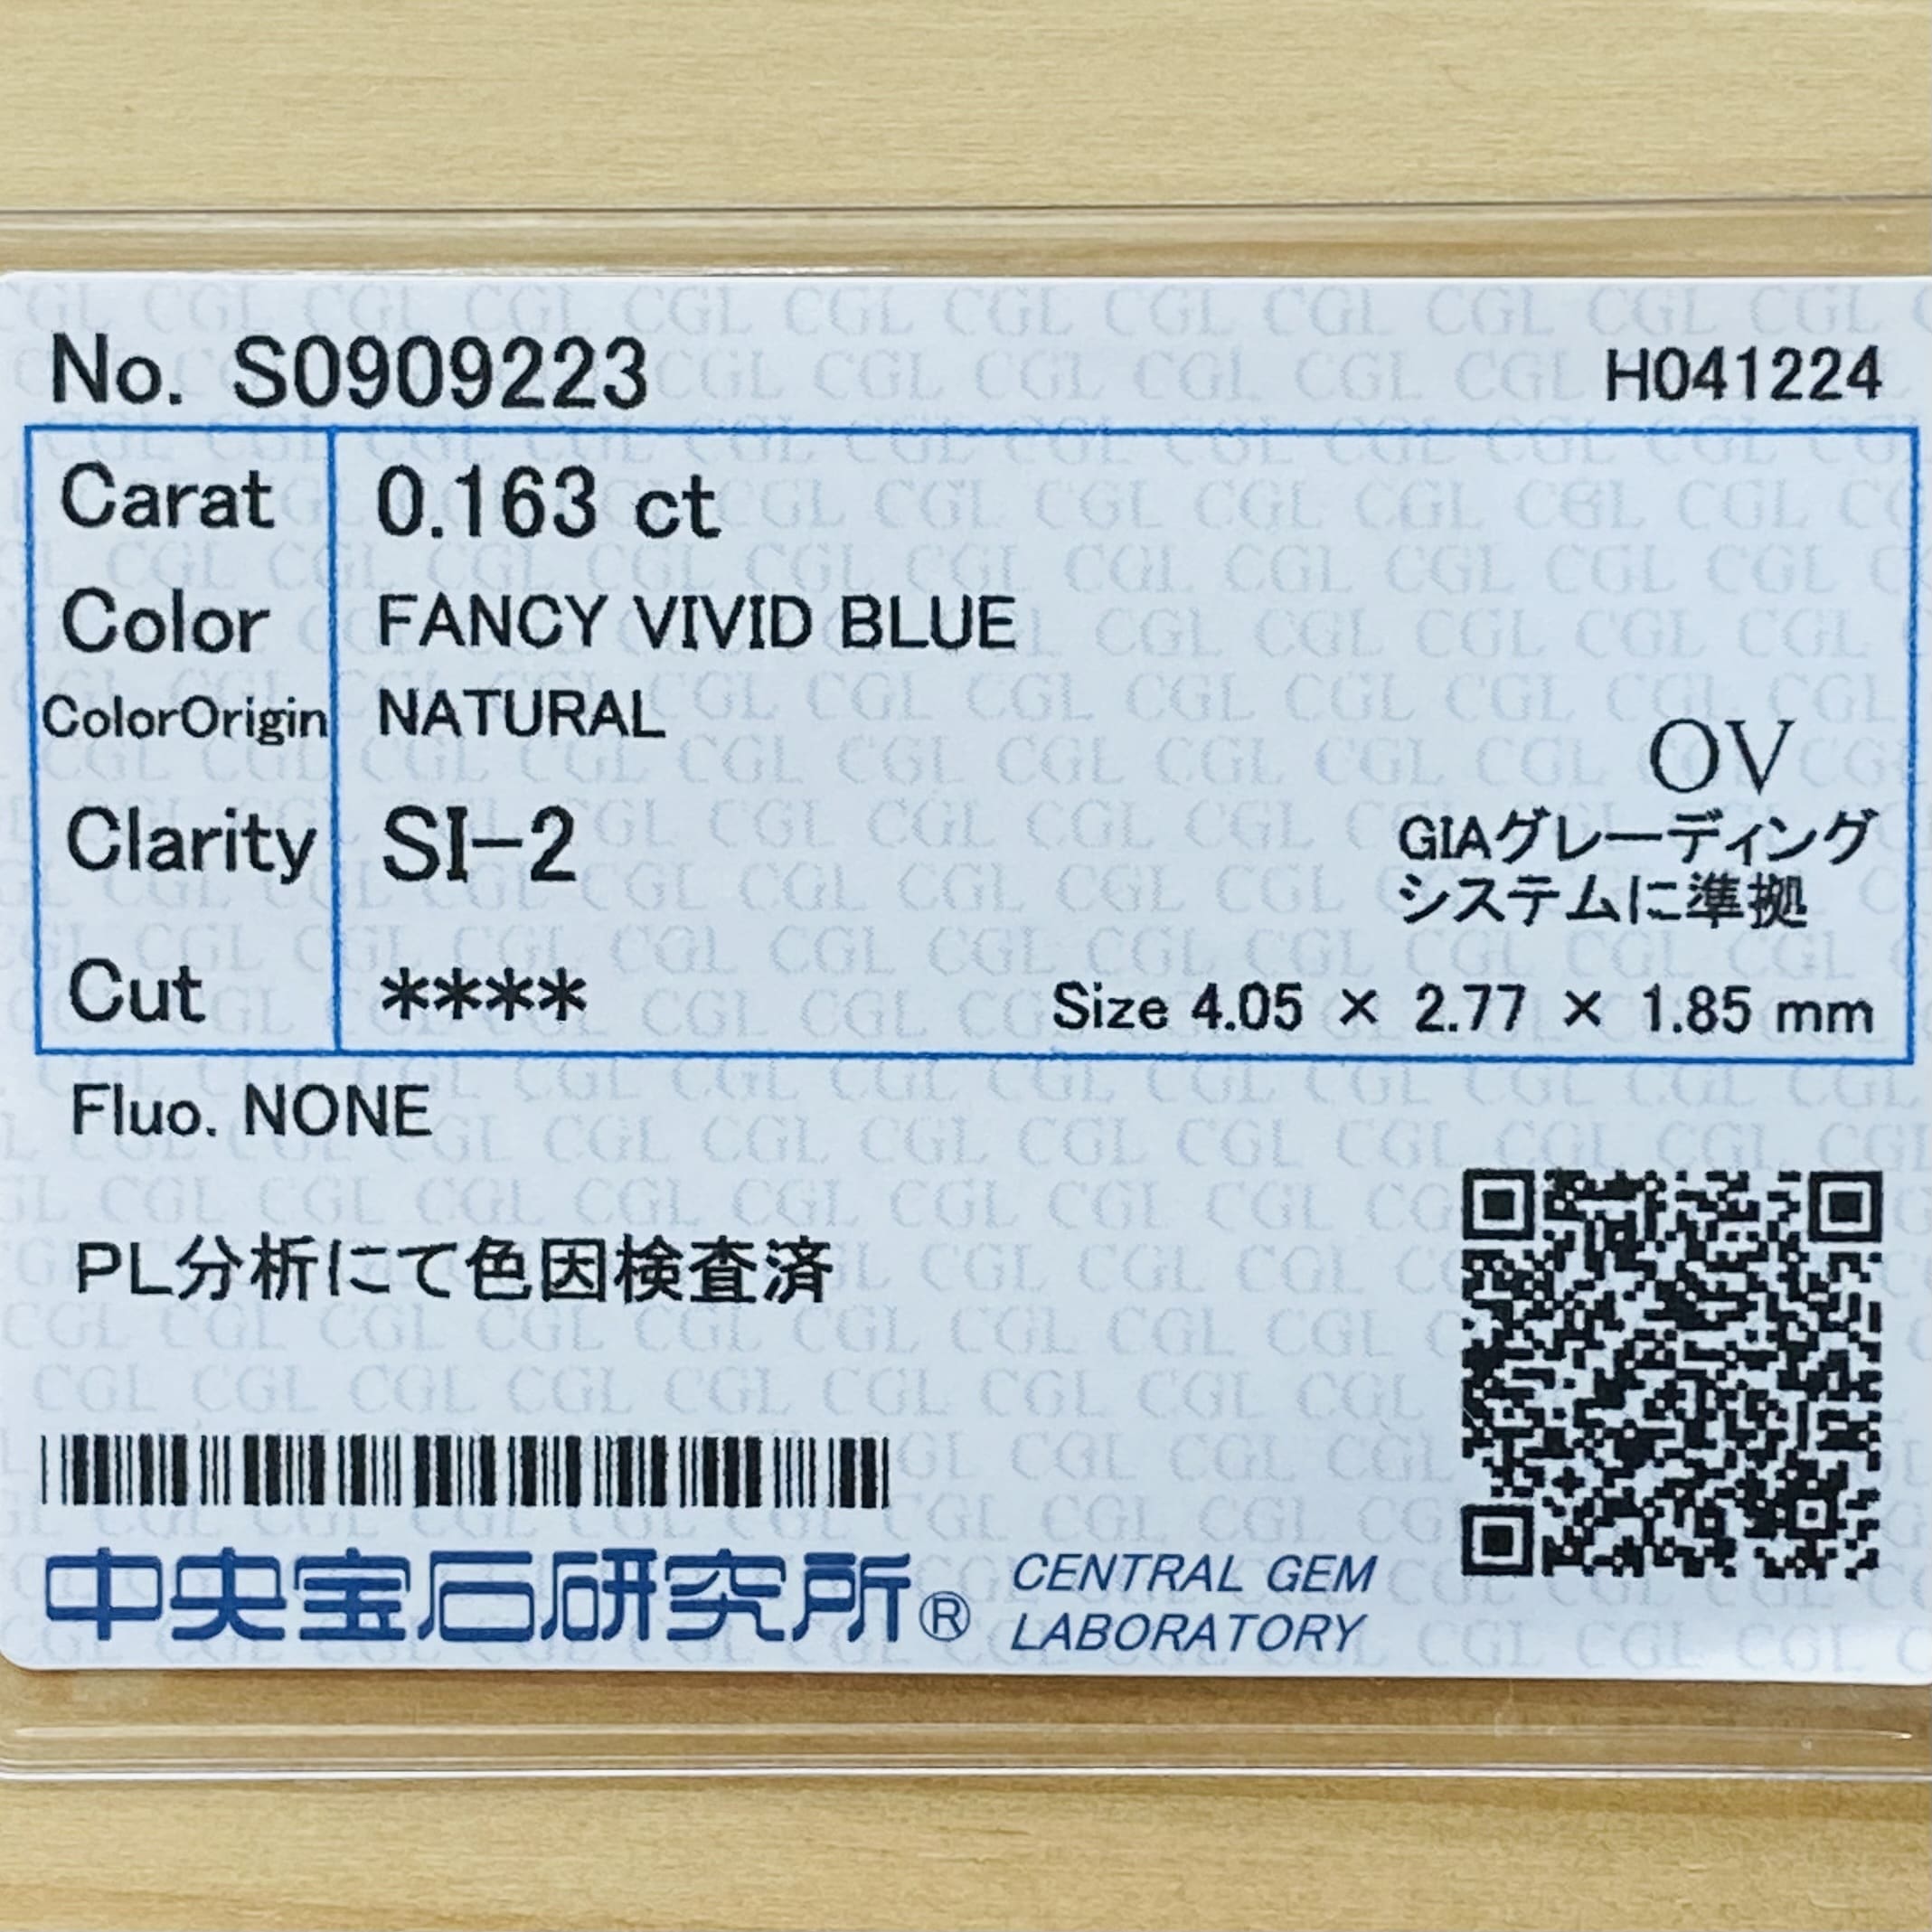 No. S0909223 H041224
Carat 0.163 ct
Color FANCY VIVID BLUE
ColorOrigin NATURAL
OV
Clarity SI-2
GIAグレーディング
システムに準拠
Cut ****
Size 4.05 × 2.77 × 1.85 mm
Fluo. NONE
PL分析にて色因検査済
中央宝石研究所® CENTRAL GEM
LABORATORY